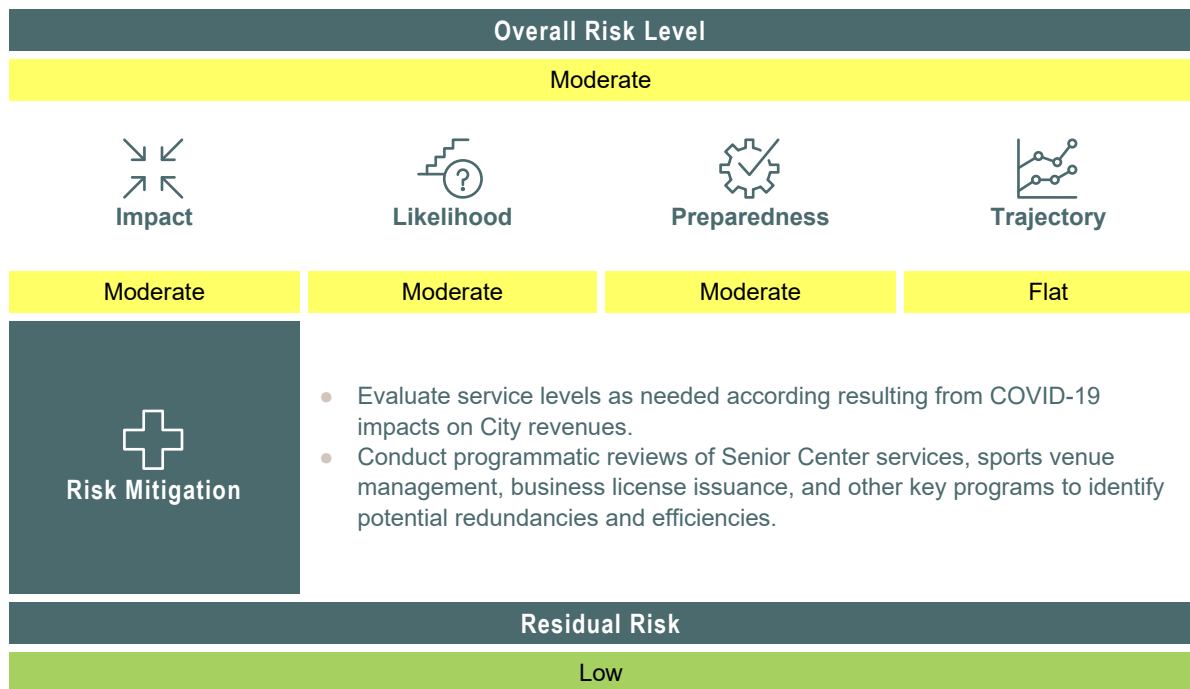 Overall Risk Level
Moderate
Impact
Likelihood
Preparedness
Trajectory
Moderate
Moderate
Moderate
Flat
Risk Mitigation
● Evaluate service levels as needed according resulting from COVID-19
impacts on City revenues.
● Conduct programmatic reviews of Senior Center services, sports venue
management, business license issuance, and other key programs to identify
potential redundancies and efficiencies.
Residual Risk
Low